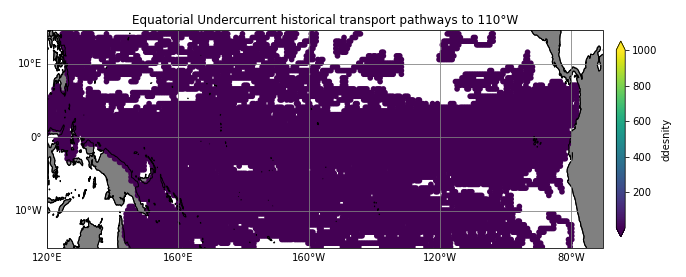 Equatorial Undercurrent historical transport pathways to 110°W
10°E
0°
10°W
120°E
160°E
160°W
120°W
80°W
1000
800
600
400
200
ddesnity